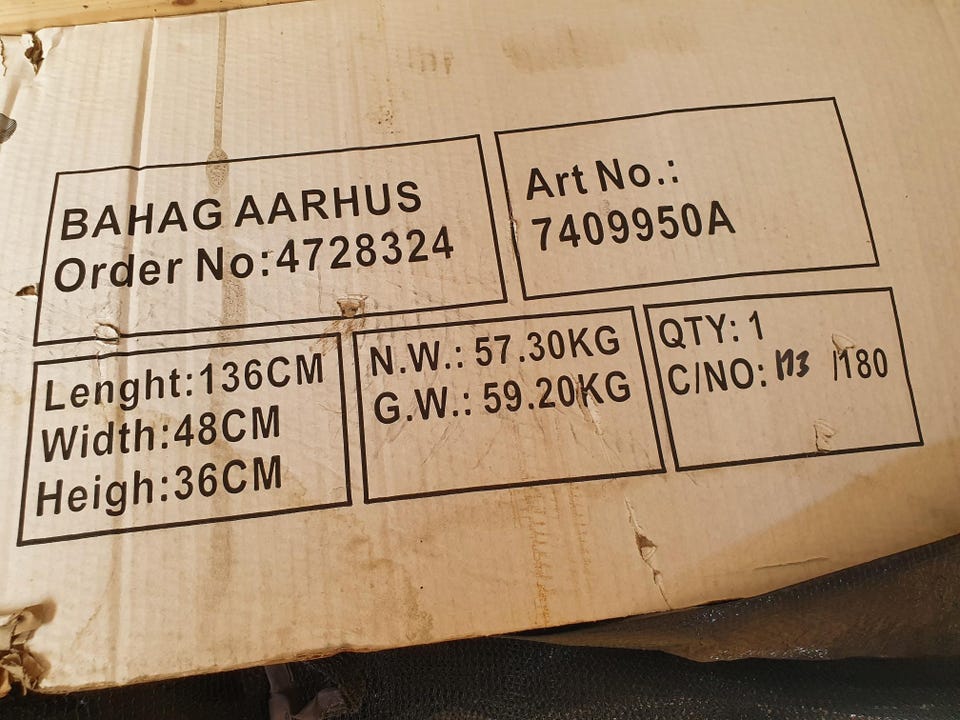 BAHAG AARHUS
Order No:4728324
Art No.:
7409950A
Lenght:136CM
Width:48CM
Heigh:36CM
N.W.: 57.30KG
G.W.: 59.20KG
QTY: 1
C/NO: 173 /180